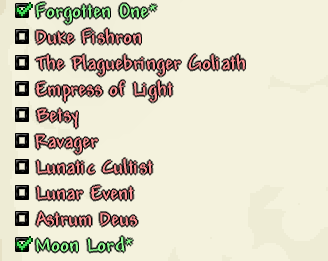 Forgotten One*
Duke Fishron
The Plaguebringer Goliath
Empress of Light
Betsy
Ravager
Lunatic Cultist
Lunar Event
Astrum Deus
Moon Lord*